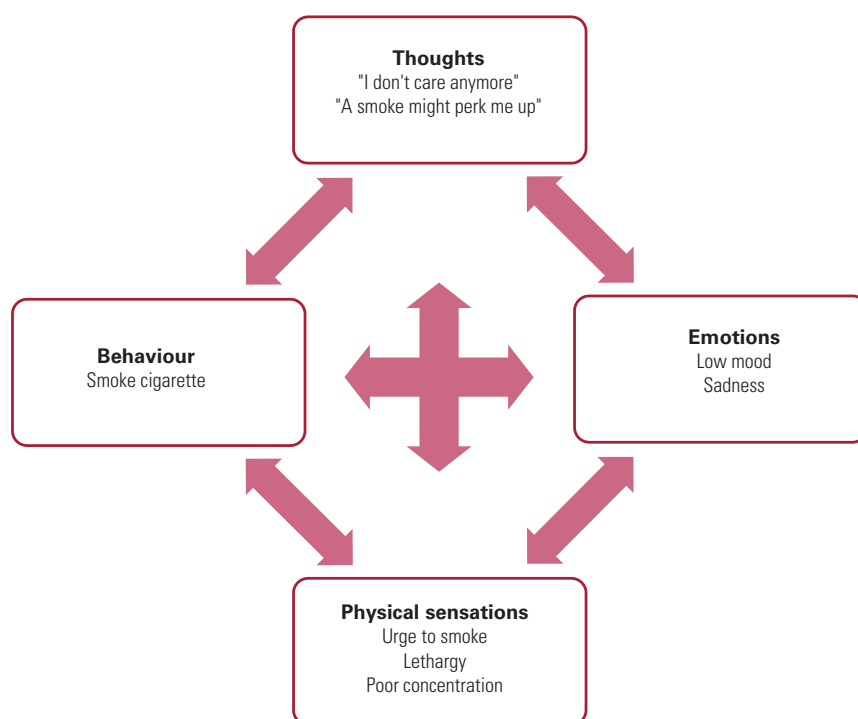 Thoughts
"I don't care anymore"
"A smoke might perk me up"
Behaviour
Smoke cigarette
Emotions
Low mood
Sadness
Physical sensations
Urge to smoke
Lethargy
Poor concentration